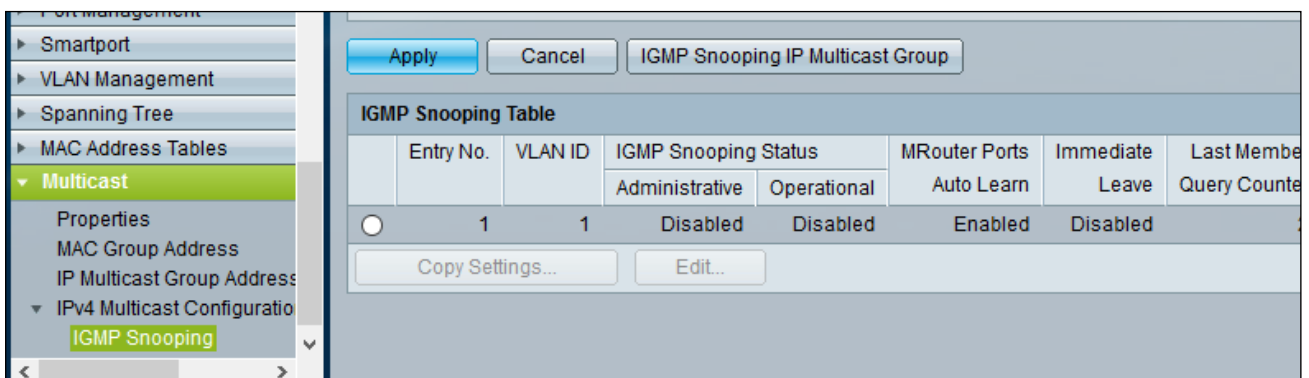 Port Management
Smartport
VLAN Management
Spanning Tree
MAC Address Tables
Multicast
Properties
MAC Group Address
IP Multicast Group Address
IPv4 Multicast Configuratio
IGMP Snooping
Apply Cancel IGMP Snooping IP Multicast Group
IGMP Snooping Table
Entry No. VLAN ID IGMP Snooping Status MRouter Ports Immediate Last Membe
Administrative Operational Auto Learn Leave Query Counte
1 1 Disabled Disabled Enabled Disabled
Copy Settings... Edit...